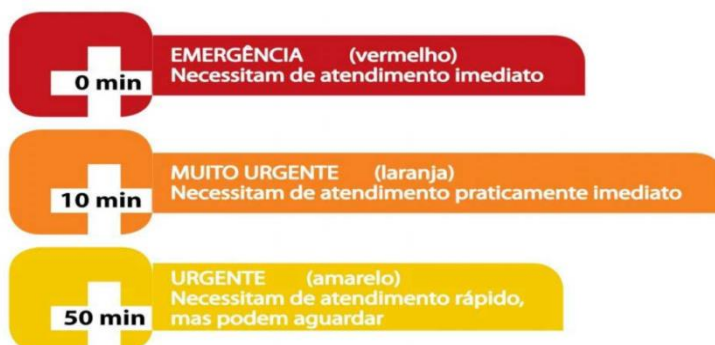 EMERGÊNCIA (vermelho)
0 min
Necessitam de atendimento imediato
MUITO URGENTE (laranja)
10 min
Necessitam de atendimento praticamente imediato
URGENTE (amarelo)
50 min
Necessitam de atendimento rápido,
mas podem aguardar